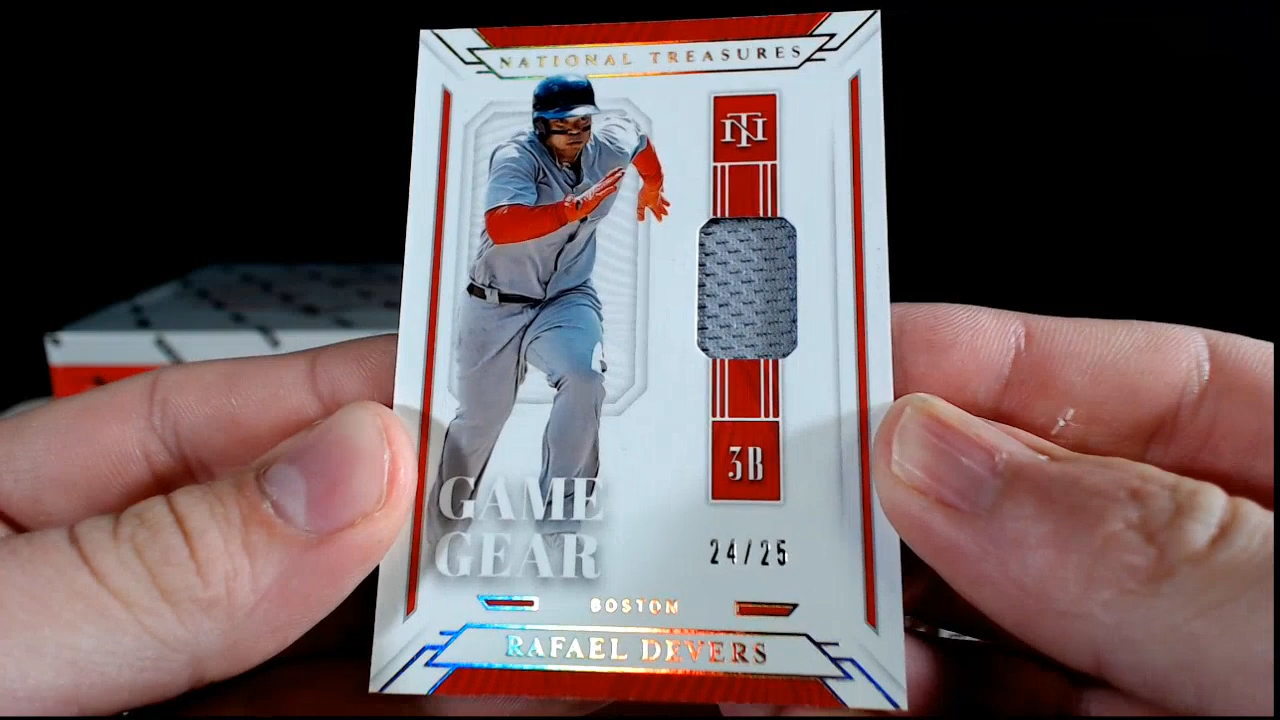 NATIONAL TREASURES
NT
3B
GAME
GEAR
24/25
BOSTON
RAFAEL DEVERS